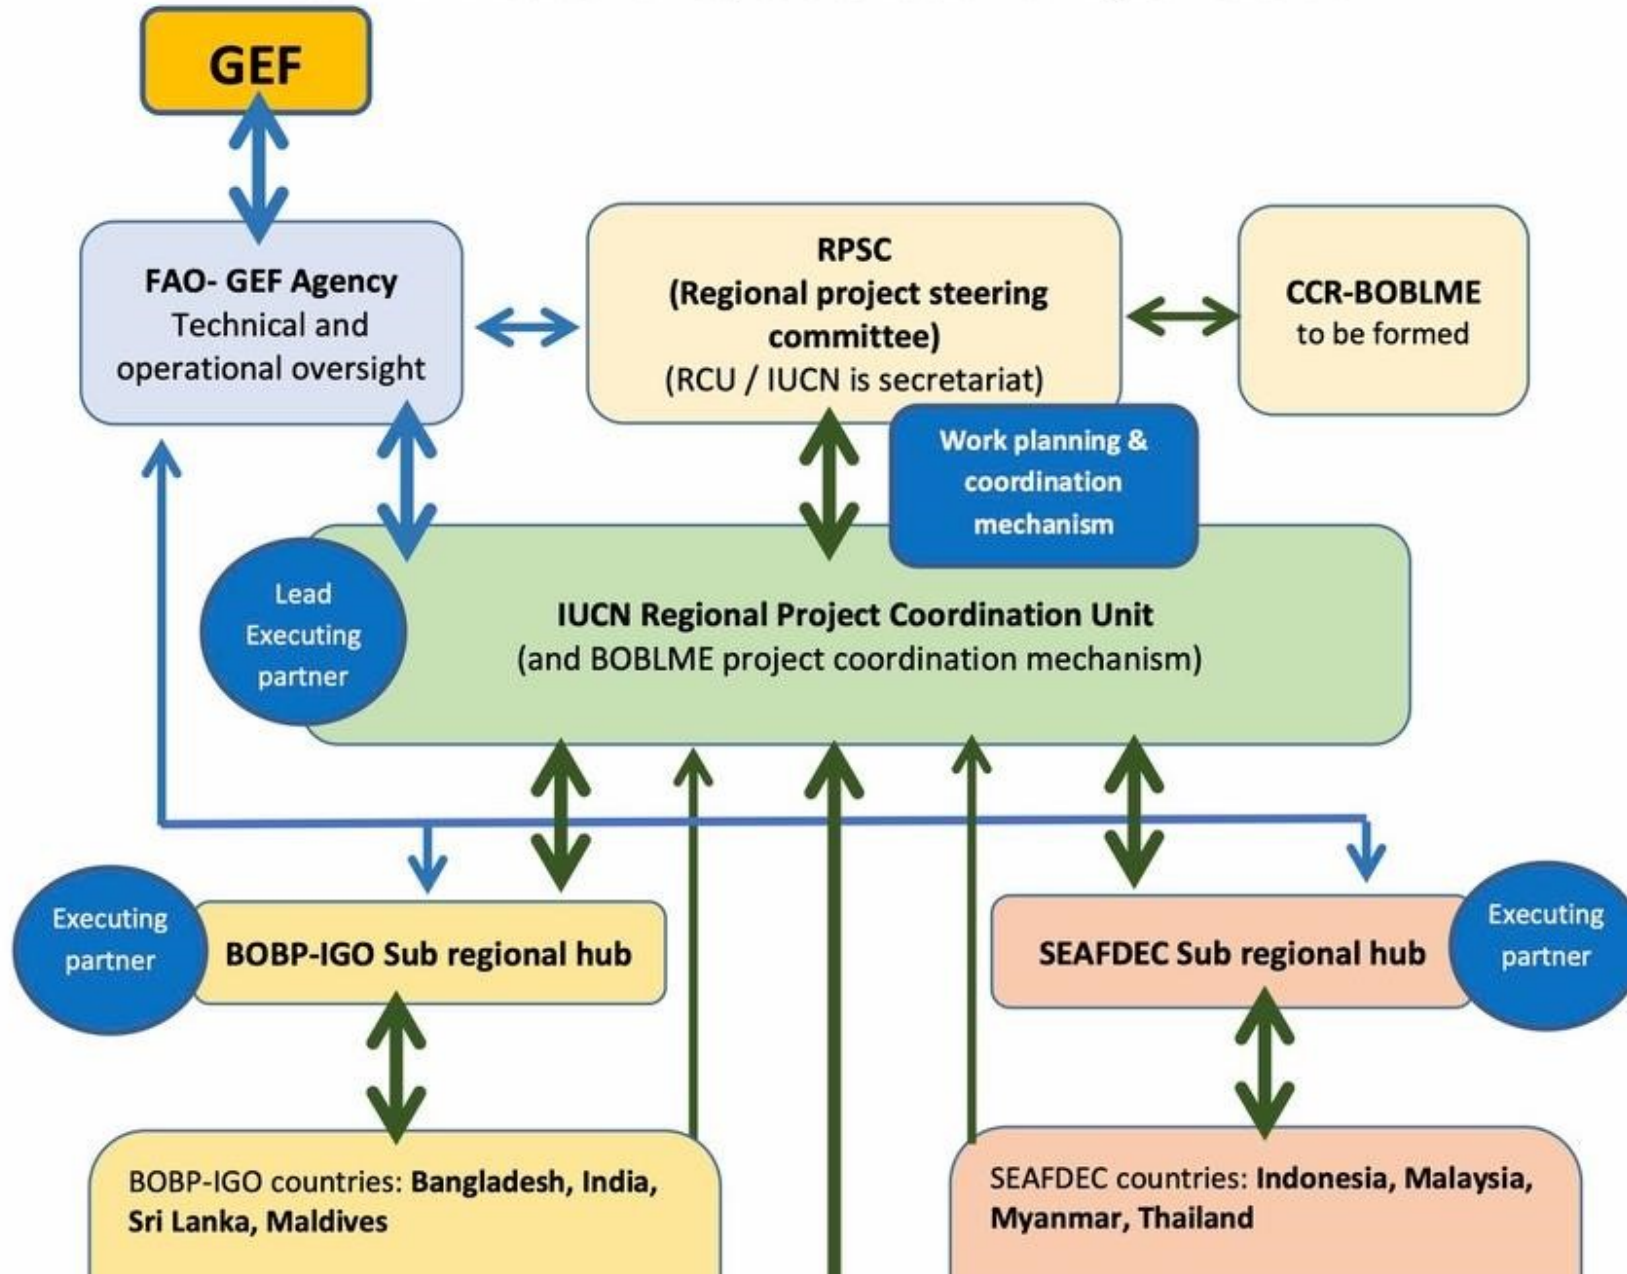 GEF
FAO- GEF Agency
Technical and
operational oversight
RPSC
(Regional project steering
committee)
(RCU / IUCN is secretariat)
CCR-BOBLME
to be formed
Work planning &
coordination
mechanism
Lead
Executing
partner
IUCN Regional Project Coordination Unit
(and BOBLME project coordination mechanism)
Executing
partner
BOBP-IGO Sub regional hub
SEAFDEC Sub regional hub
Executing
partner
BOBP-IGO countries: Bangladesh, India,
Sri Lanka, Maldives
SEAFDEC countries: Indonesia, Malaysia,
Myanmar, Thailand